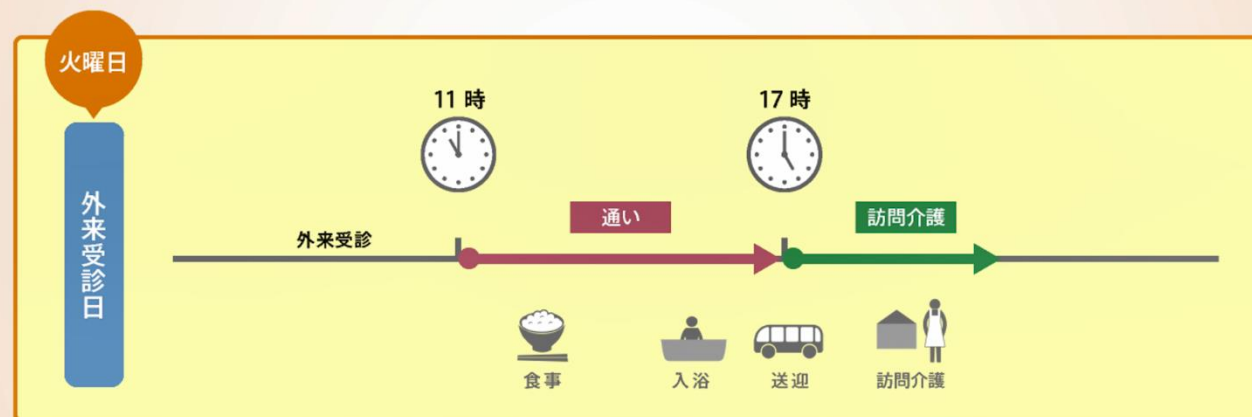 火曜日
外来受診日
11 時
17 時
外来受診
通い
訪問介護
食事
入浴
送迎
訪問介護